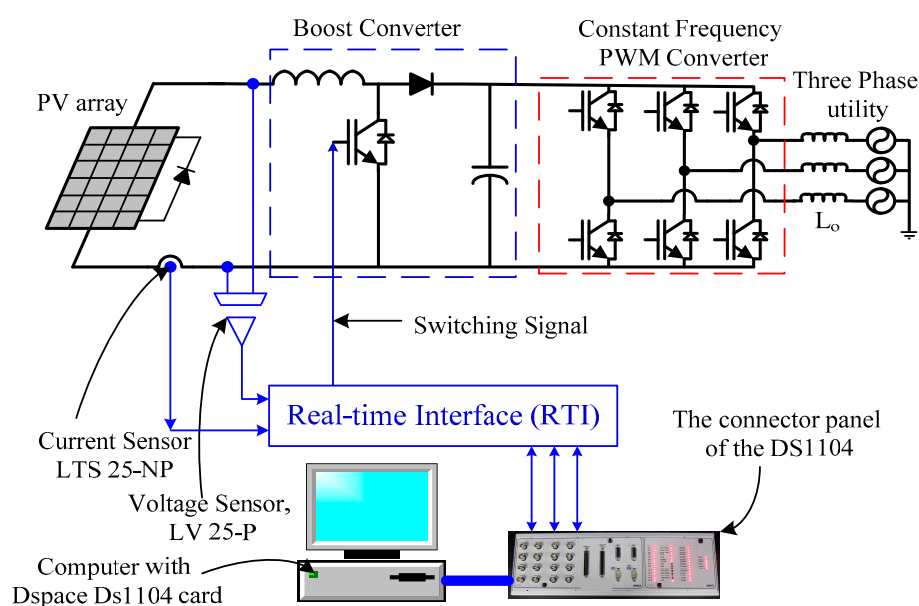 Boost Converter
Constant Frequency
PWM Converter
Three Phase
utility
PV array
Lo
Switching Signal
Real-time Interface (RTI)
The connector panel
of the DS1104
Current Sensor
LTS 25-NP
Voltage Sensor,
LV 25-P
Computer with
Dspace Ds1104 card